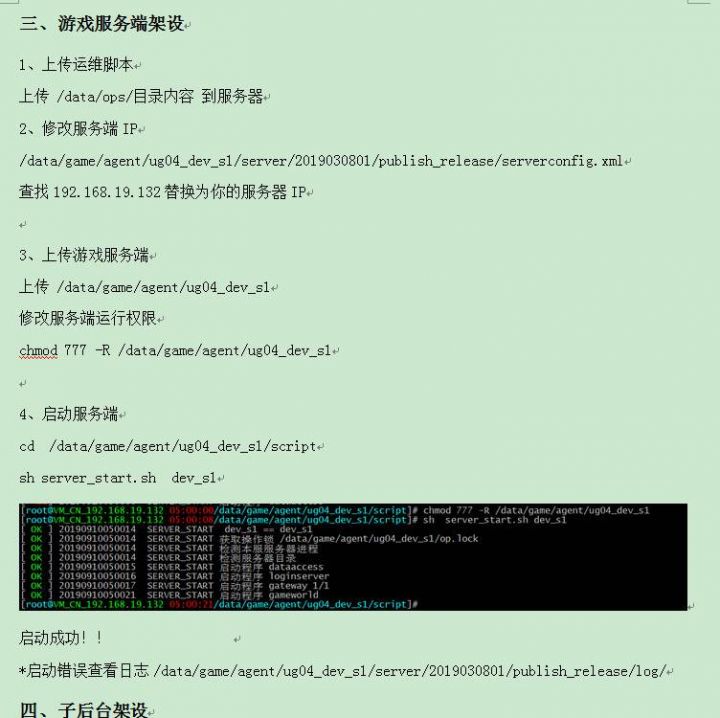 三、游戏服务端架设
1、上传运维脚本
上传 /data/ops/目录内容 到服务器
2、修改服务端 IP
/data/game/agent/ug04_dev_s1/server/2019030801/publish_release/serverconfig.xml
查找 192.168.19.132 替换为你的服务器 IP
3、上传游戏服务端
上传 /data/game/agent/ug04_dev_s1
修改服务端运行权限
chmod 777 -R /data/game/agent/ug04_dev_s1
4、启动服务端
cd /data/game/agent/ug04_dev_s1/script
sh server_start.sh dev_s1
[root@VM_CN_192.168.19.132 05:00:00/data/game/agent/ug04_dev_s1/script]# chmod 777 -R /data/game/agent/ug04_dev_s1
[root@VM_CN_192.168.19.132 05:00:08/data/game/agent/ug04_dev_s1/script]# sh server_start.sh dev_s1
[ OK ] 20190910050014 SERVER_START dev_s1 == dev_s1
[ OK ] 20190910050014 SERVER_START 获取操作锁 /data/game/agent/ug04_dev_s1/op.lock
[ OK ] 20190910050014 SERVER_START 检测本服服务器进程
[ OK ] 20190910050014 SERVER_START 检测服务器目录
[ OK ] 20190910050015 SERVER_START 启动程序 dataaccess
[ OK ] 20190910050016 SERVER_START 启动程序 loginserver
[ OK ] 20190910050017 SERVER_START 启动程序 gateway 1/1
[ OK ] 20190910050021 SERVER_START 启动程序 gameworld
[root@VM_CN_192.168.19.132 05:00:21/data/game/agent/ug04_dev_s1/script]#
启动成功！！
*启动错误查看日志 /data/game/agent/ug04_dev_s1/server/2019030801/publish_release/log/
四、子后台架设